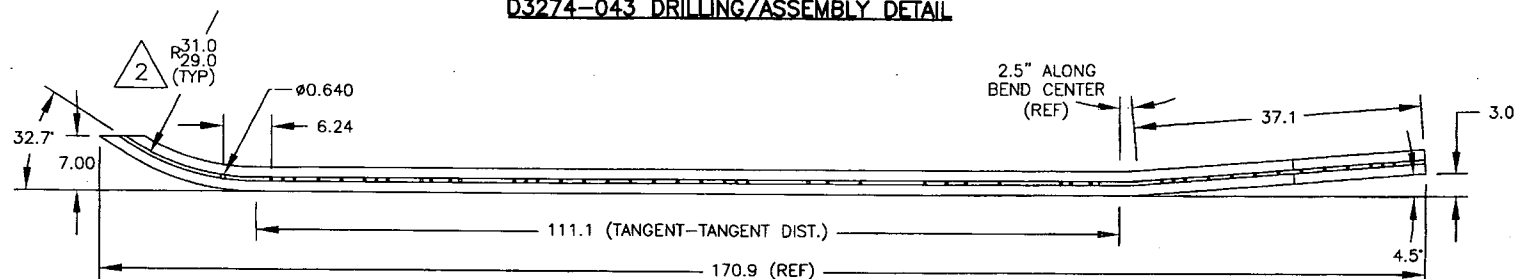 D3274-043 DRILLING/ASSEMBLY DETAIL
2
R31.0
29.0
(TYP)
ø0.640
6.24
32.7°
7.00
2.5" ALONG
BEND CENTER
(REF)
37.1
3.0
111.1 (TANGENT-TANGENT DIST.)
4.5°
170.9 (REF)